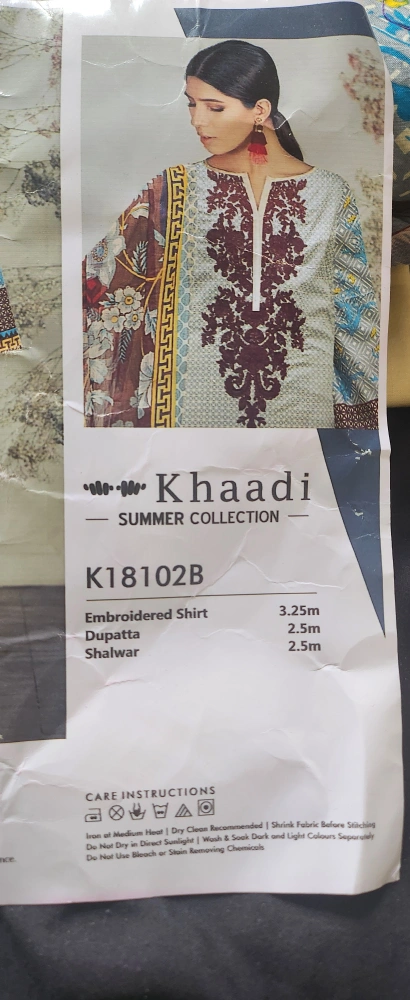 Khaadi
SUMMER COLLECTION
K18102B
Embroidered Shirt 3.25m
Dupatta 2.5m
Shalwar 2.5m
CARE INSTRUCTIONS
Iron at Medium Heat | Dry Clean Recommended | Shrink Fabric Before Stitching
Do Not Dry in Direct Sunlight | Wash & Soak Dark and Light Colours Separately
Do Not Use Bleach or Stain Removing Chemicals
nce.